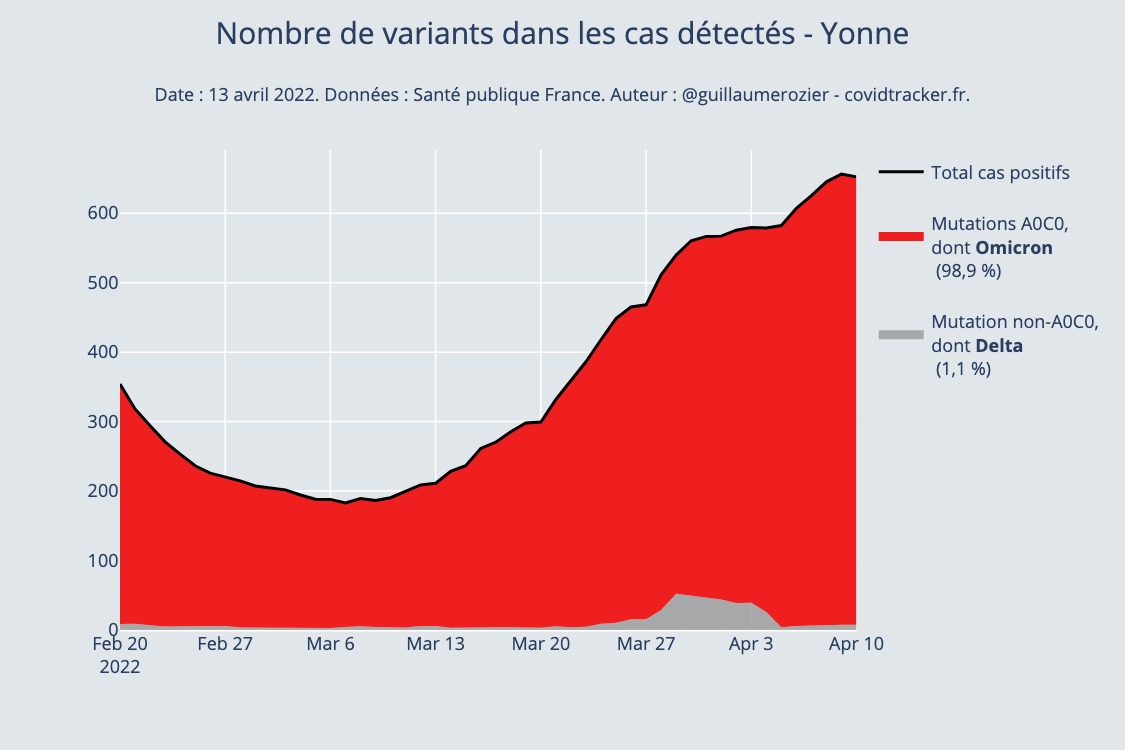 Nombre de variants dans les cas détectés - Yonne
Date : 13 avril 2022. Données : Santé publique France. Auteur : @guillaumerozier - covidtracker.fr.
Total cas positifs
Mutations A0C0,
dont Omicron
(98,9 %)
Mutation non-A0C0,
dont Delta
(1,1 %)
600
500
400
300
200
100
0
Feb 20
2022
Feb 27
Mar 6
Mar 13
Mar 20
Mar 27
Apr 3
Apr 10